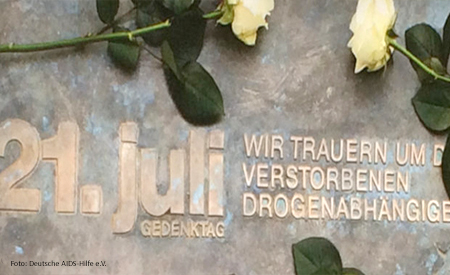 21. juli
GEDENKTAG
WIR TRAUERN UM D
VERSTORBENEN
DROGENABHÄNGIGE
Foto: Deutsche AIDS-Hilfe e.V.